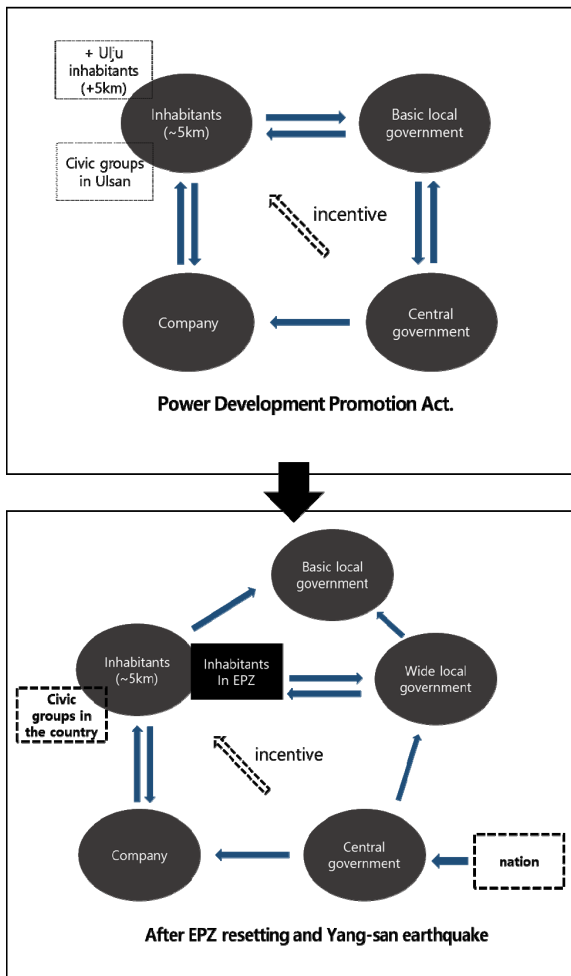 + Ulju
inhabitants
(+5km)
Inhabitants
(~5km)
Basic local
government
Civic groups
in Ulsan
incentive
Company
Central
government
Power Development Promotion Act.
Basic local
government
Inhabitants
(~5km)
Inhabitants
In EPZ
Wide local
government
Civic
groups in
the country
incentive
Company
Central
government
nation
After EPZ resetting and Yang-san earthquake